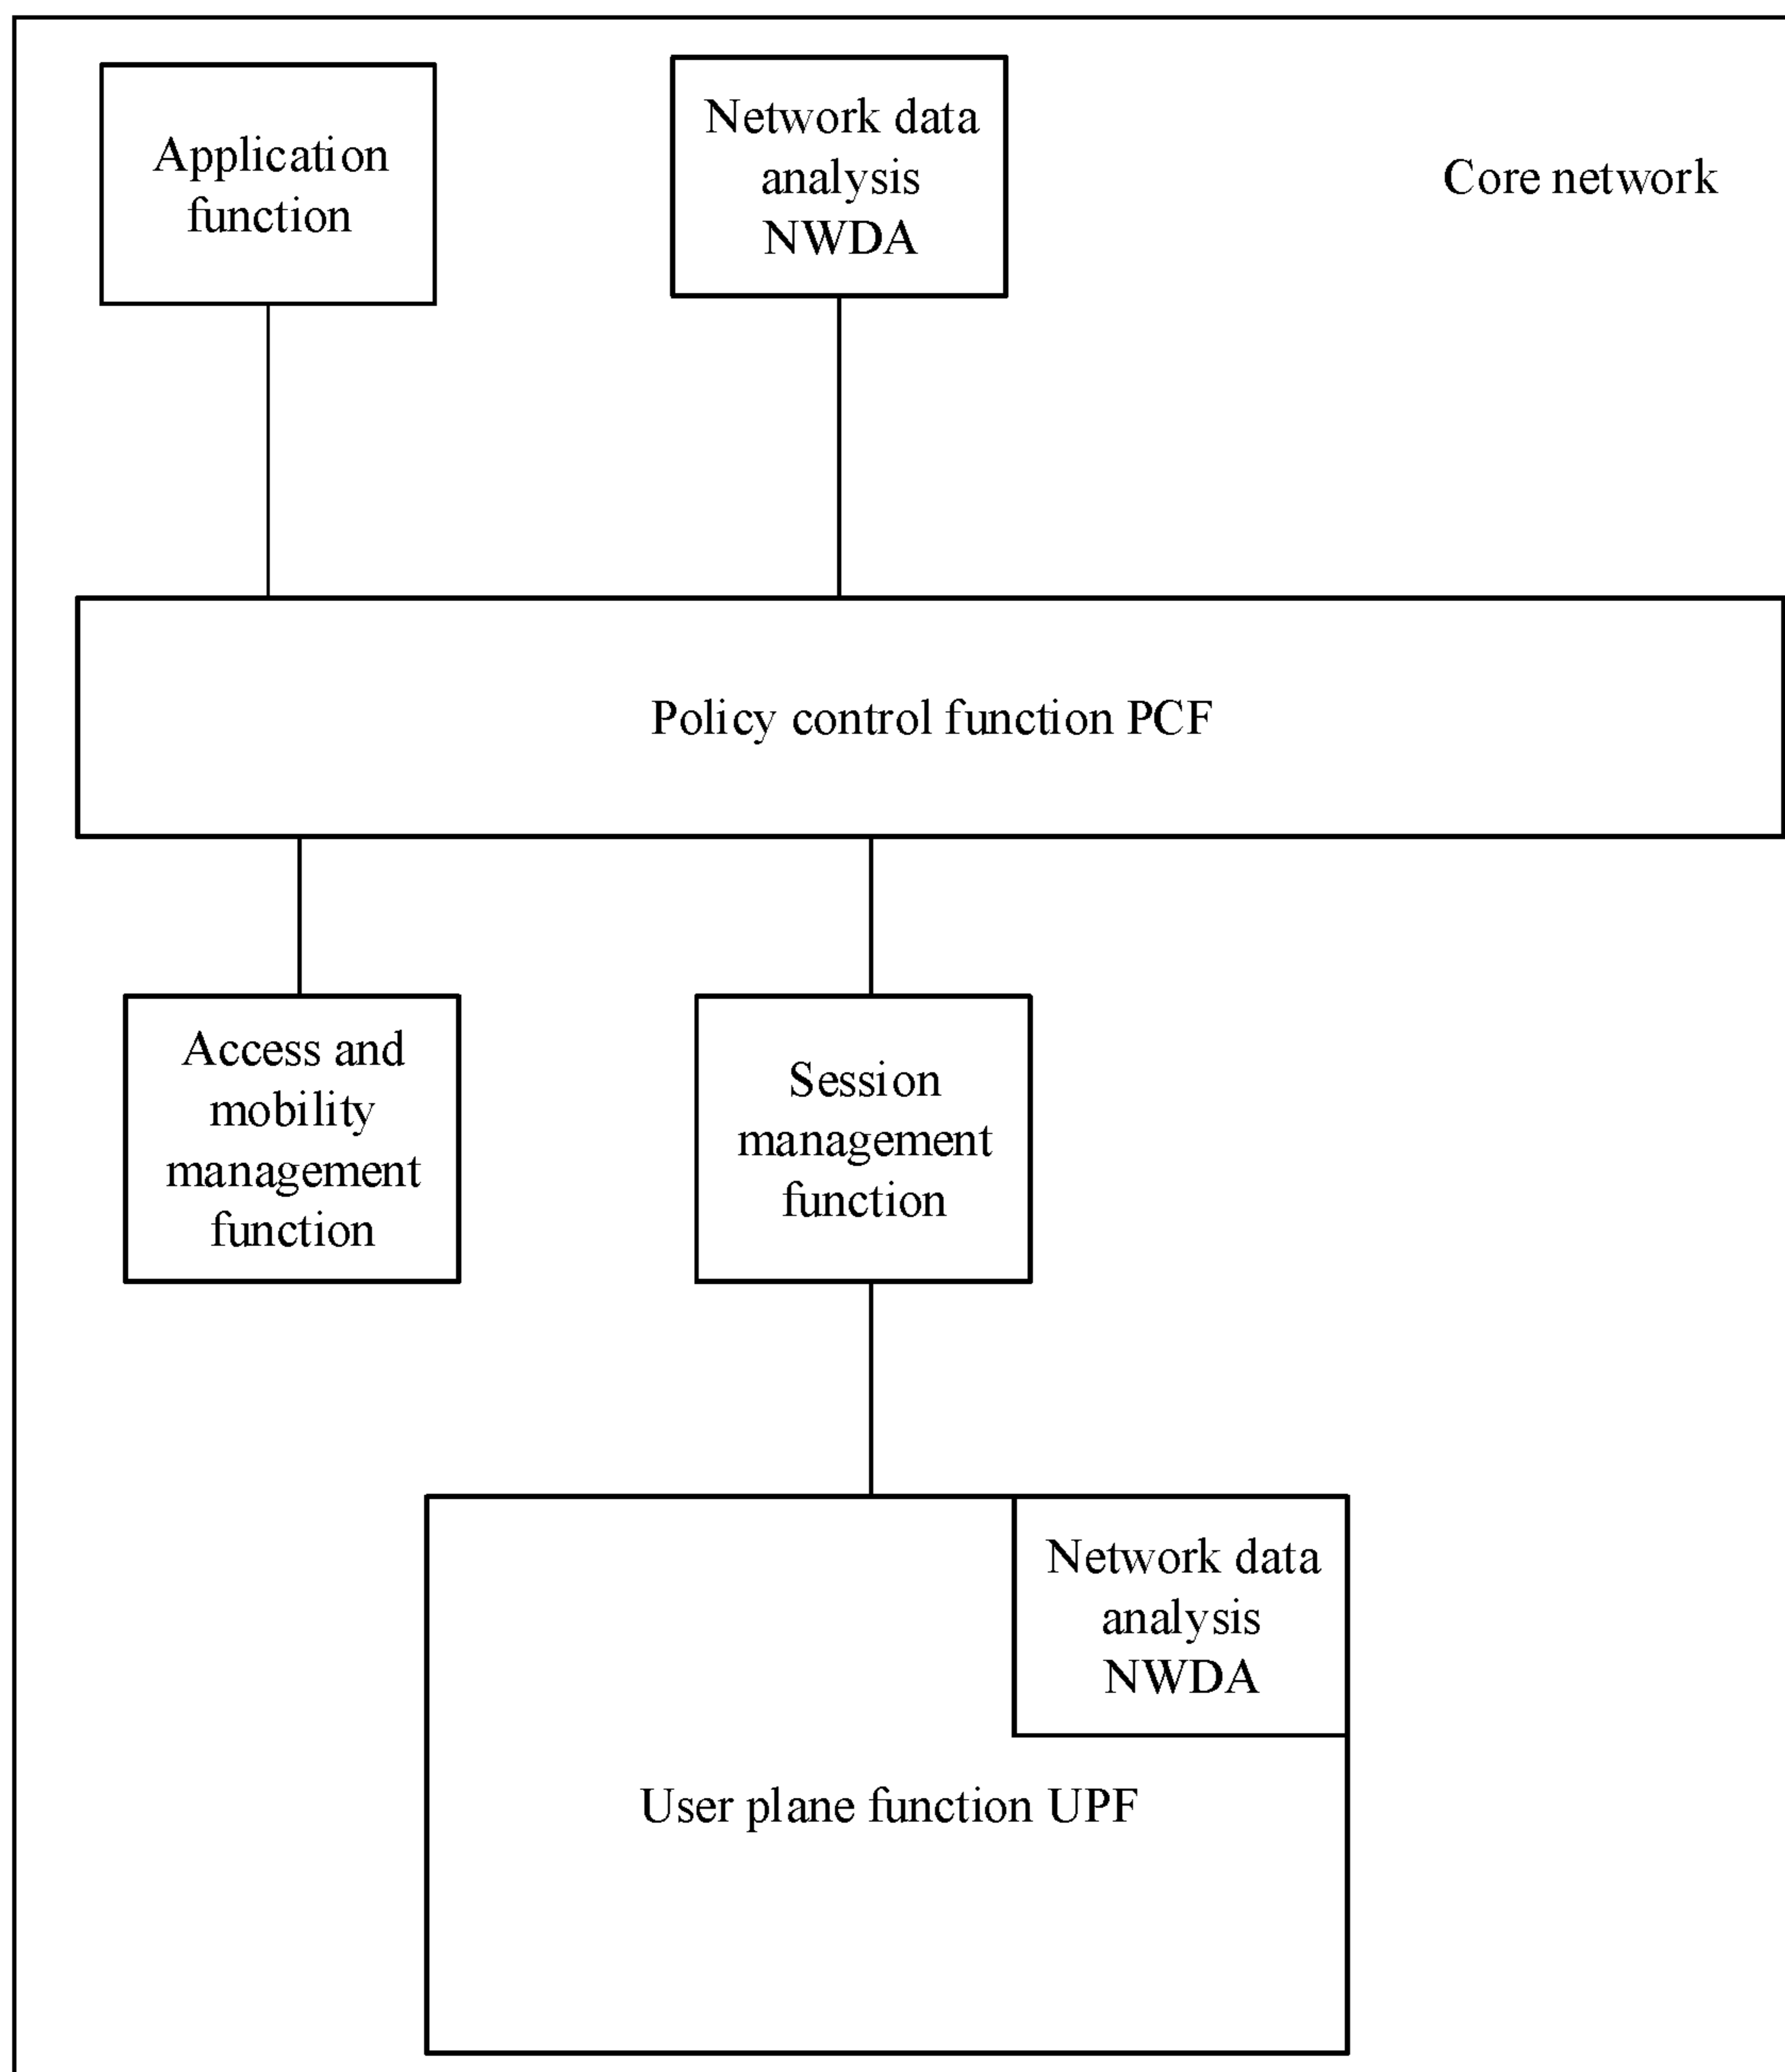 Application
function
Network data
analysis
NWDA
Core network
Policy control function PCF
Access and
mobility
management
function
Session
management
function
Network data
analysis
NWDA
User plane function UPF